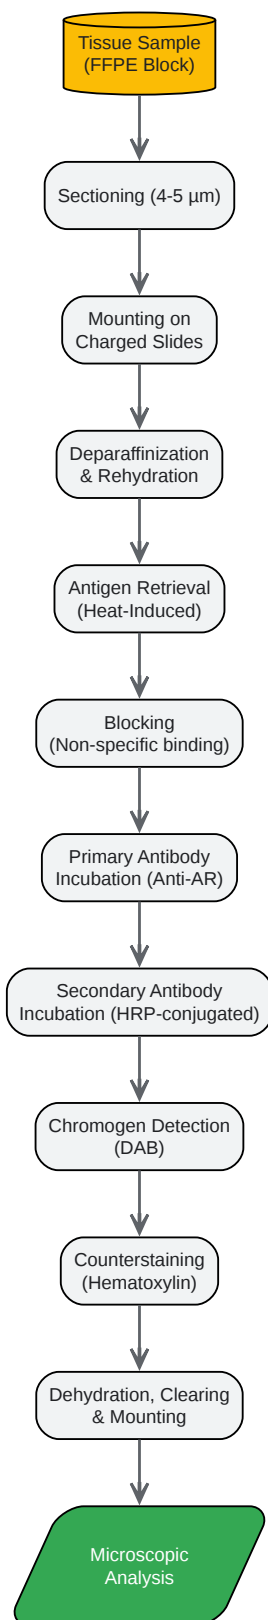 Tissue Sample
(FFPE Block)
Sectioning (4-5 µm)
Mounting on
Charged Slides
Deparaffinization
& Rehydration
Antigen Retrieval
(Heat-Induced)
Blocking
(Non-specific binding)
Primary Antibody
Incubation (Anti-AR)
Secondary Antibody
Incubation (HRP-conjugated)
Chromogen Detection
(DAB)
Counterstaining
(Hematoxylin)
Dehydration, Clearing
& Mounting
Microscopic
Analysis